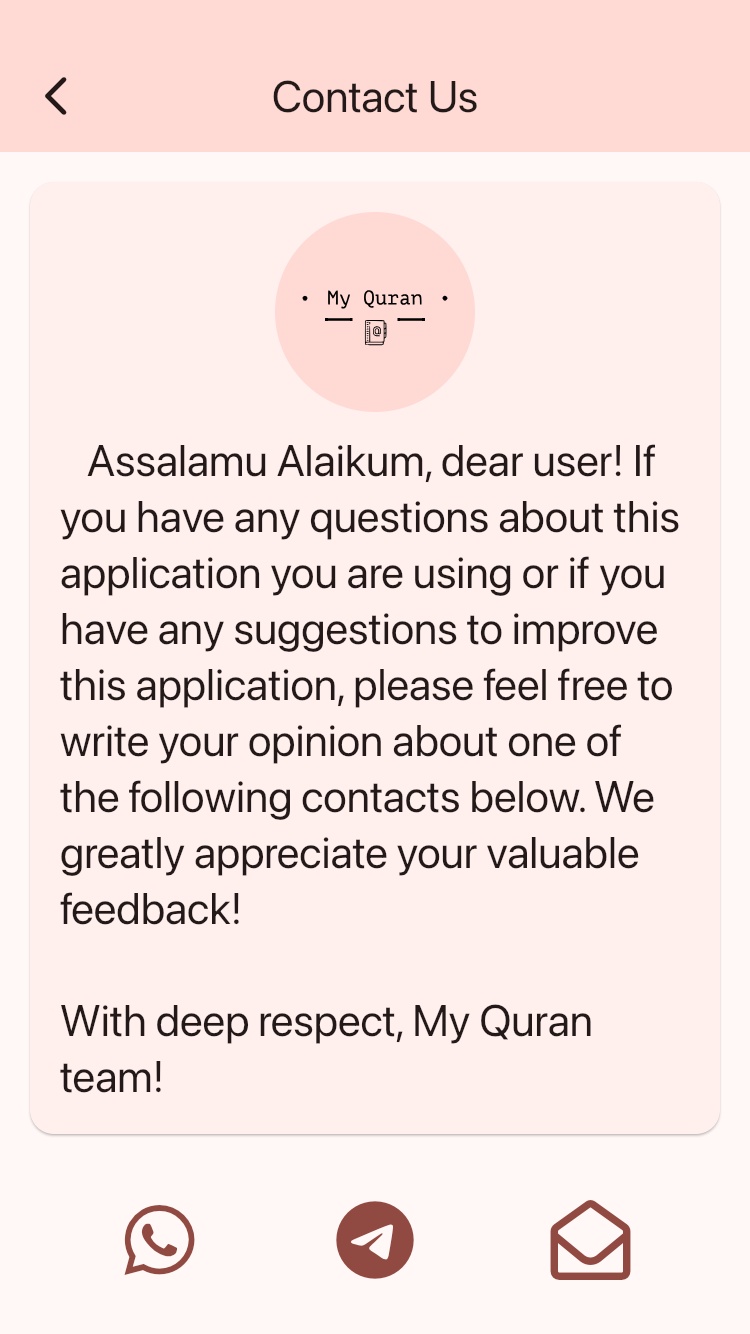 Contact Us
• My Quran •
@
Assalamu Alaikum, dear user! If
you have any questions about this
application you are using or if you
have any suggestions to improve
this application, please feel free to
write your opinion about one of
the following contacts below. We
greatly appreciate your valuable
feedback!
With deep respect, My Quran
team!